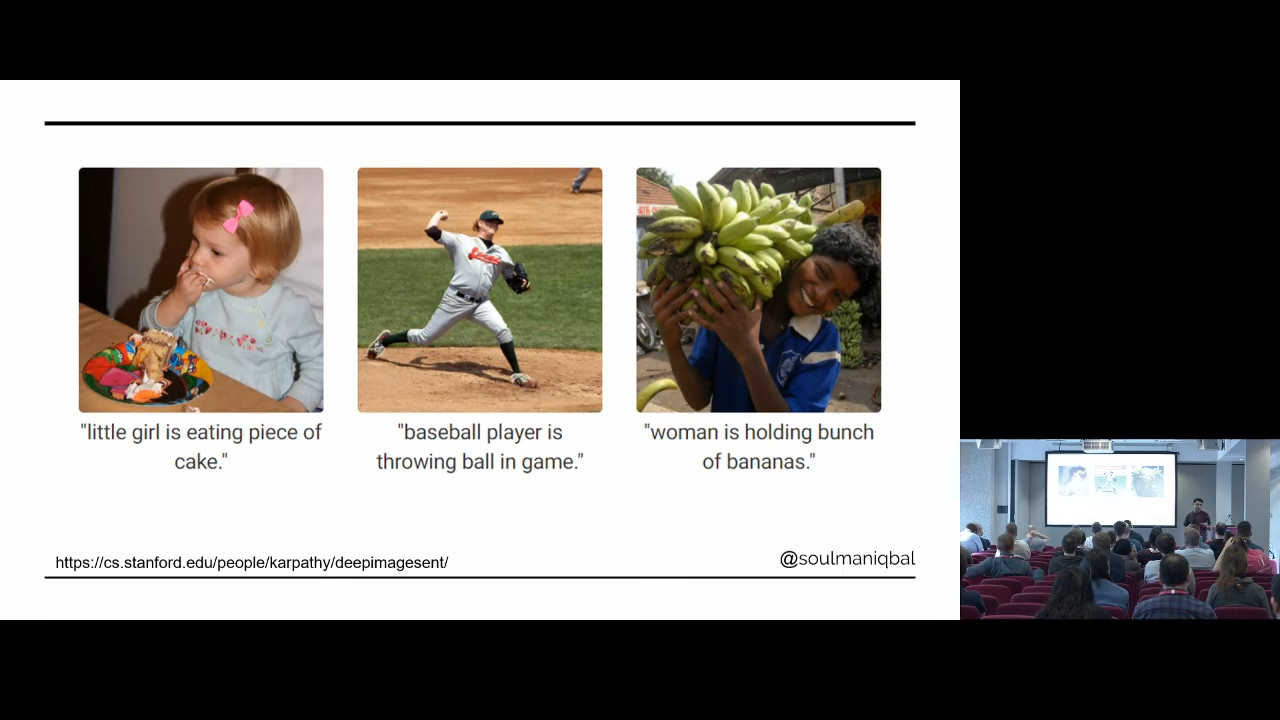 "little girl is eating piece of
cake."
"baseball player is
throwing ball in game."
"woman is holding bunch
of bananas."
https://cs.stanford.edu/people/karpathy/deepimagesent/
@soulmaniqbal